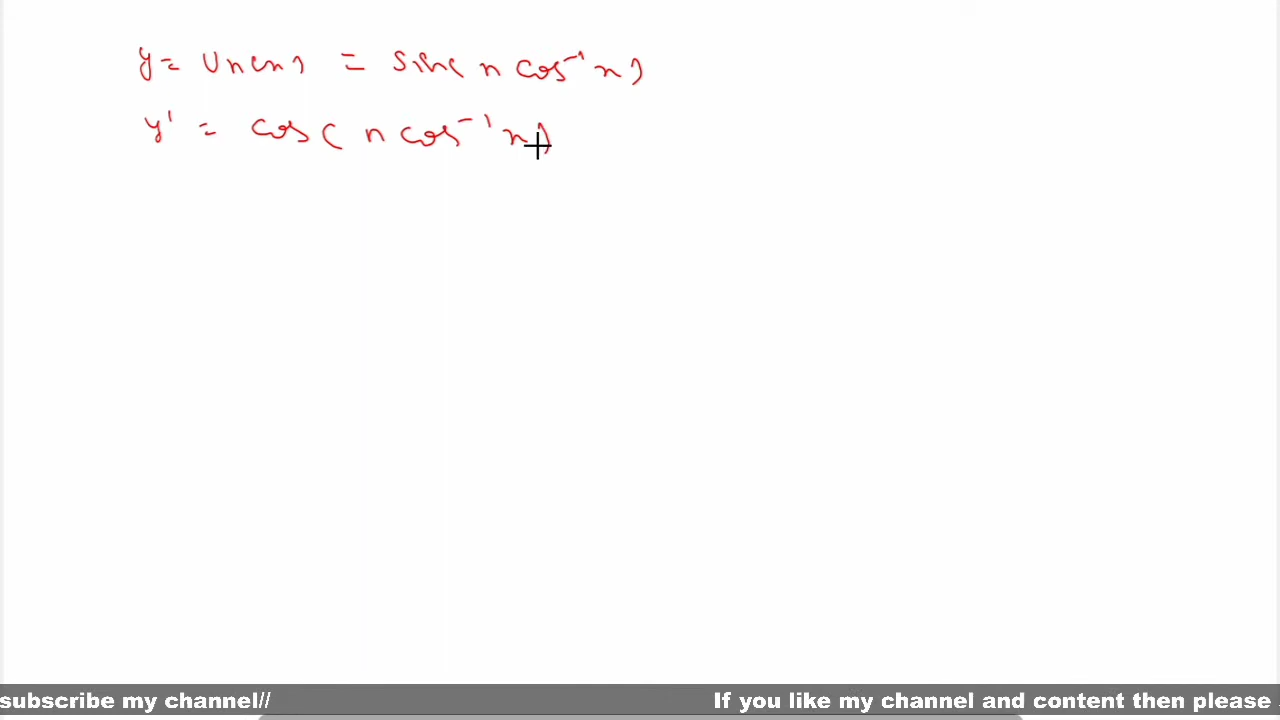 y = Un(x) = sin( n cos⁻¹ x )
y' = cos( n cos⁻¹ x )
subscribe my channel// If you like my channel and content then please